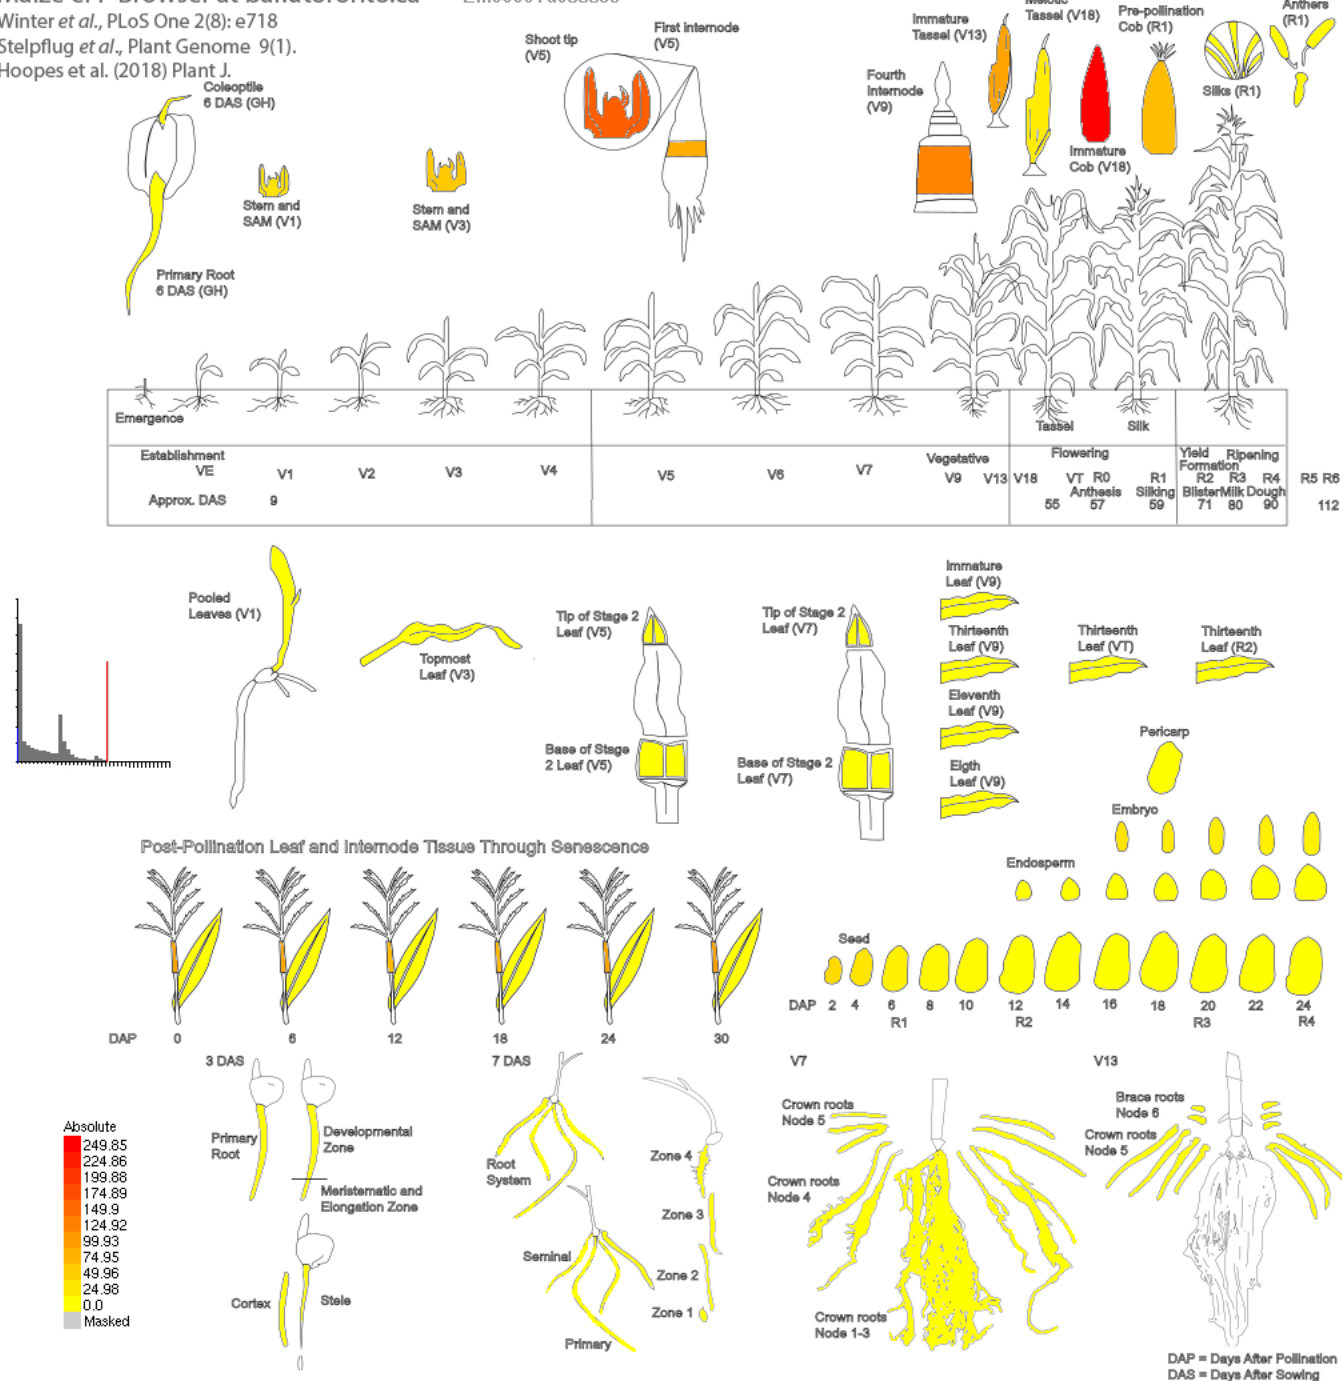 Winter et al., PLoS One 2(8): e718
Stelpflug et al., Plant Genome 9(1).
Hoopes et al. (2018) Plant J.
Coleoptile
6 DAS (GH)
Primary Root
6 DAS (GH)
Stem and
SAM (V1)
Stem and
SAM (V3)
Shoot tip
(V5)
First internode
(V5)
Fourth
Internode
(V9)
Immature
Tassel (V13)
Tassel (V18)
Immature
Cob (V18)
Pre-pollination
Cob (R1)
Silks (R1)
Anthers
(R1)
Emergence
Tassel
Silk
Establishment
Vegetative
Flowering
Yield
Formation
Ripening
VE
V1
V2
V3
V4
V5
V6
V7
V9
V13
V18
VT
R0
R1
R2
R3
R4
R5 R6
Anthesis
Silking
Blister
Milk
Dough
Approx. DAS
9
55
57
59
71
80
90
112
Pooled
Leaves (V1)
Topmost
Leaf (V3)
Tip of Stage 2
Leaf (V5)
Base of Stage
2 Leaf (V5)
Tip of Stage 2
Leaf (V7)
Base of Stage 2
Leaf (V7)
Immature
Leaf (V9)
Thirteenth
Leaf (V9)
Eleventh
Leaf (V9)
Eigth
Leaf (V9)
Thirteenth
Leaf (VT)
Thirteenth
Leaf (R2)
Pericarp
Embryo
Endosperm
Seed
DAP
2
4
6
8
10
12
14
16
18
20
22
24
R1
R2
R3
R4
Post-Pollination Leaf and Internode Tissue Through Senescence
DAP
0
6
12
18
24
30
3 DAS
Primary
Root
Developmental
Zone
Meristematic and
Elongation Zone
Cortex
Stele
7 DAS
Root
System
Seminal
Primary
Zone 4
Zone 3
Zone 2
Zone 1
V7
Crown roots
Node 5
Crown roots
Node 4
Crown roots
Node 1-3
V13
Brace roots
Node 6
Crown roots
Node 5
Absolute
249.85
224.86
199.88
174.89
149.9
124.92
99.93
74.95
49.96
24.98
0.0
Masked
DAP = Days After Pollination
DAS = Days After Sowing